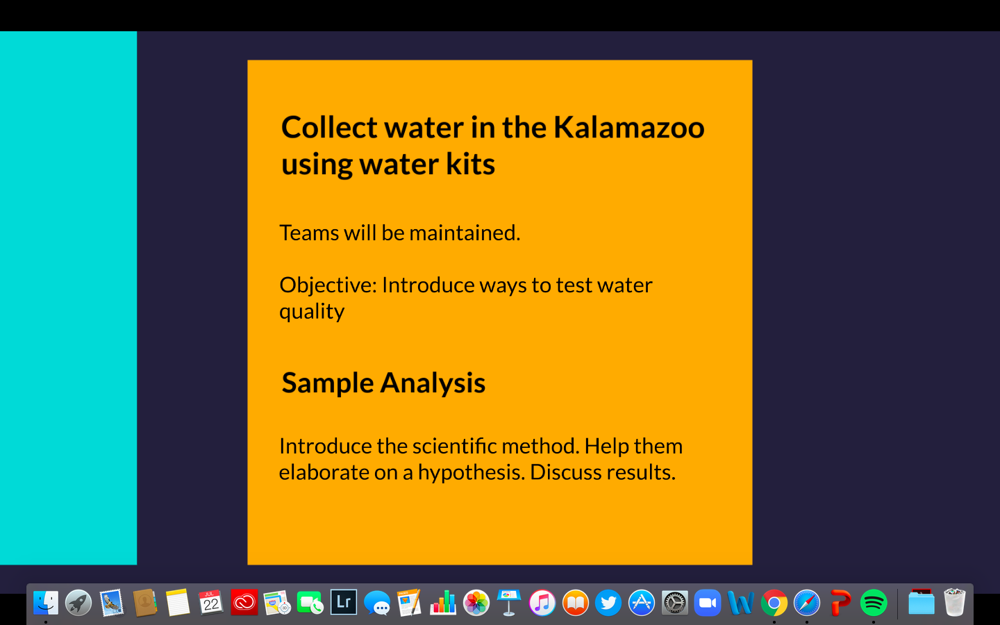 Collect water in the Kalamazoo
using water kits
Teams will be maintained.
Objective: Introduce ways to test water
quality
Sample Analysis
Introduce the scientific method. Help them
elaborate on a hypothesis. Discuss results.
JUL
22
Lr